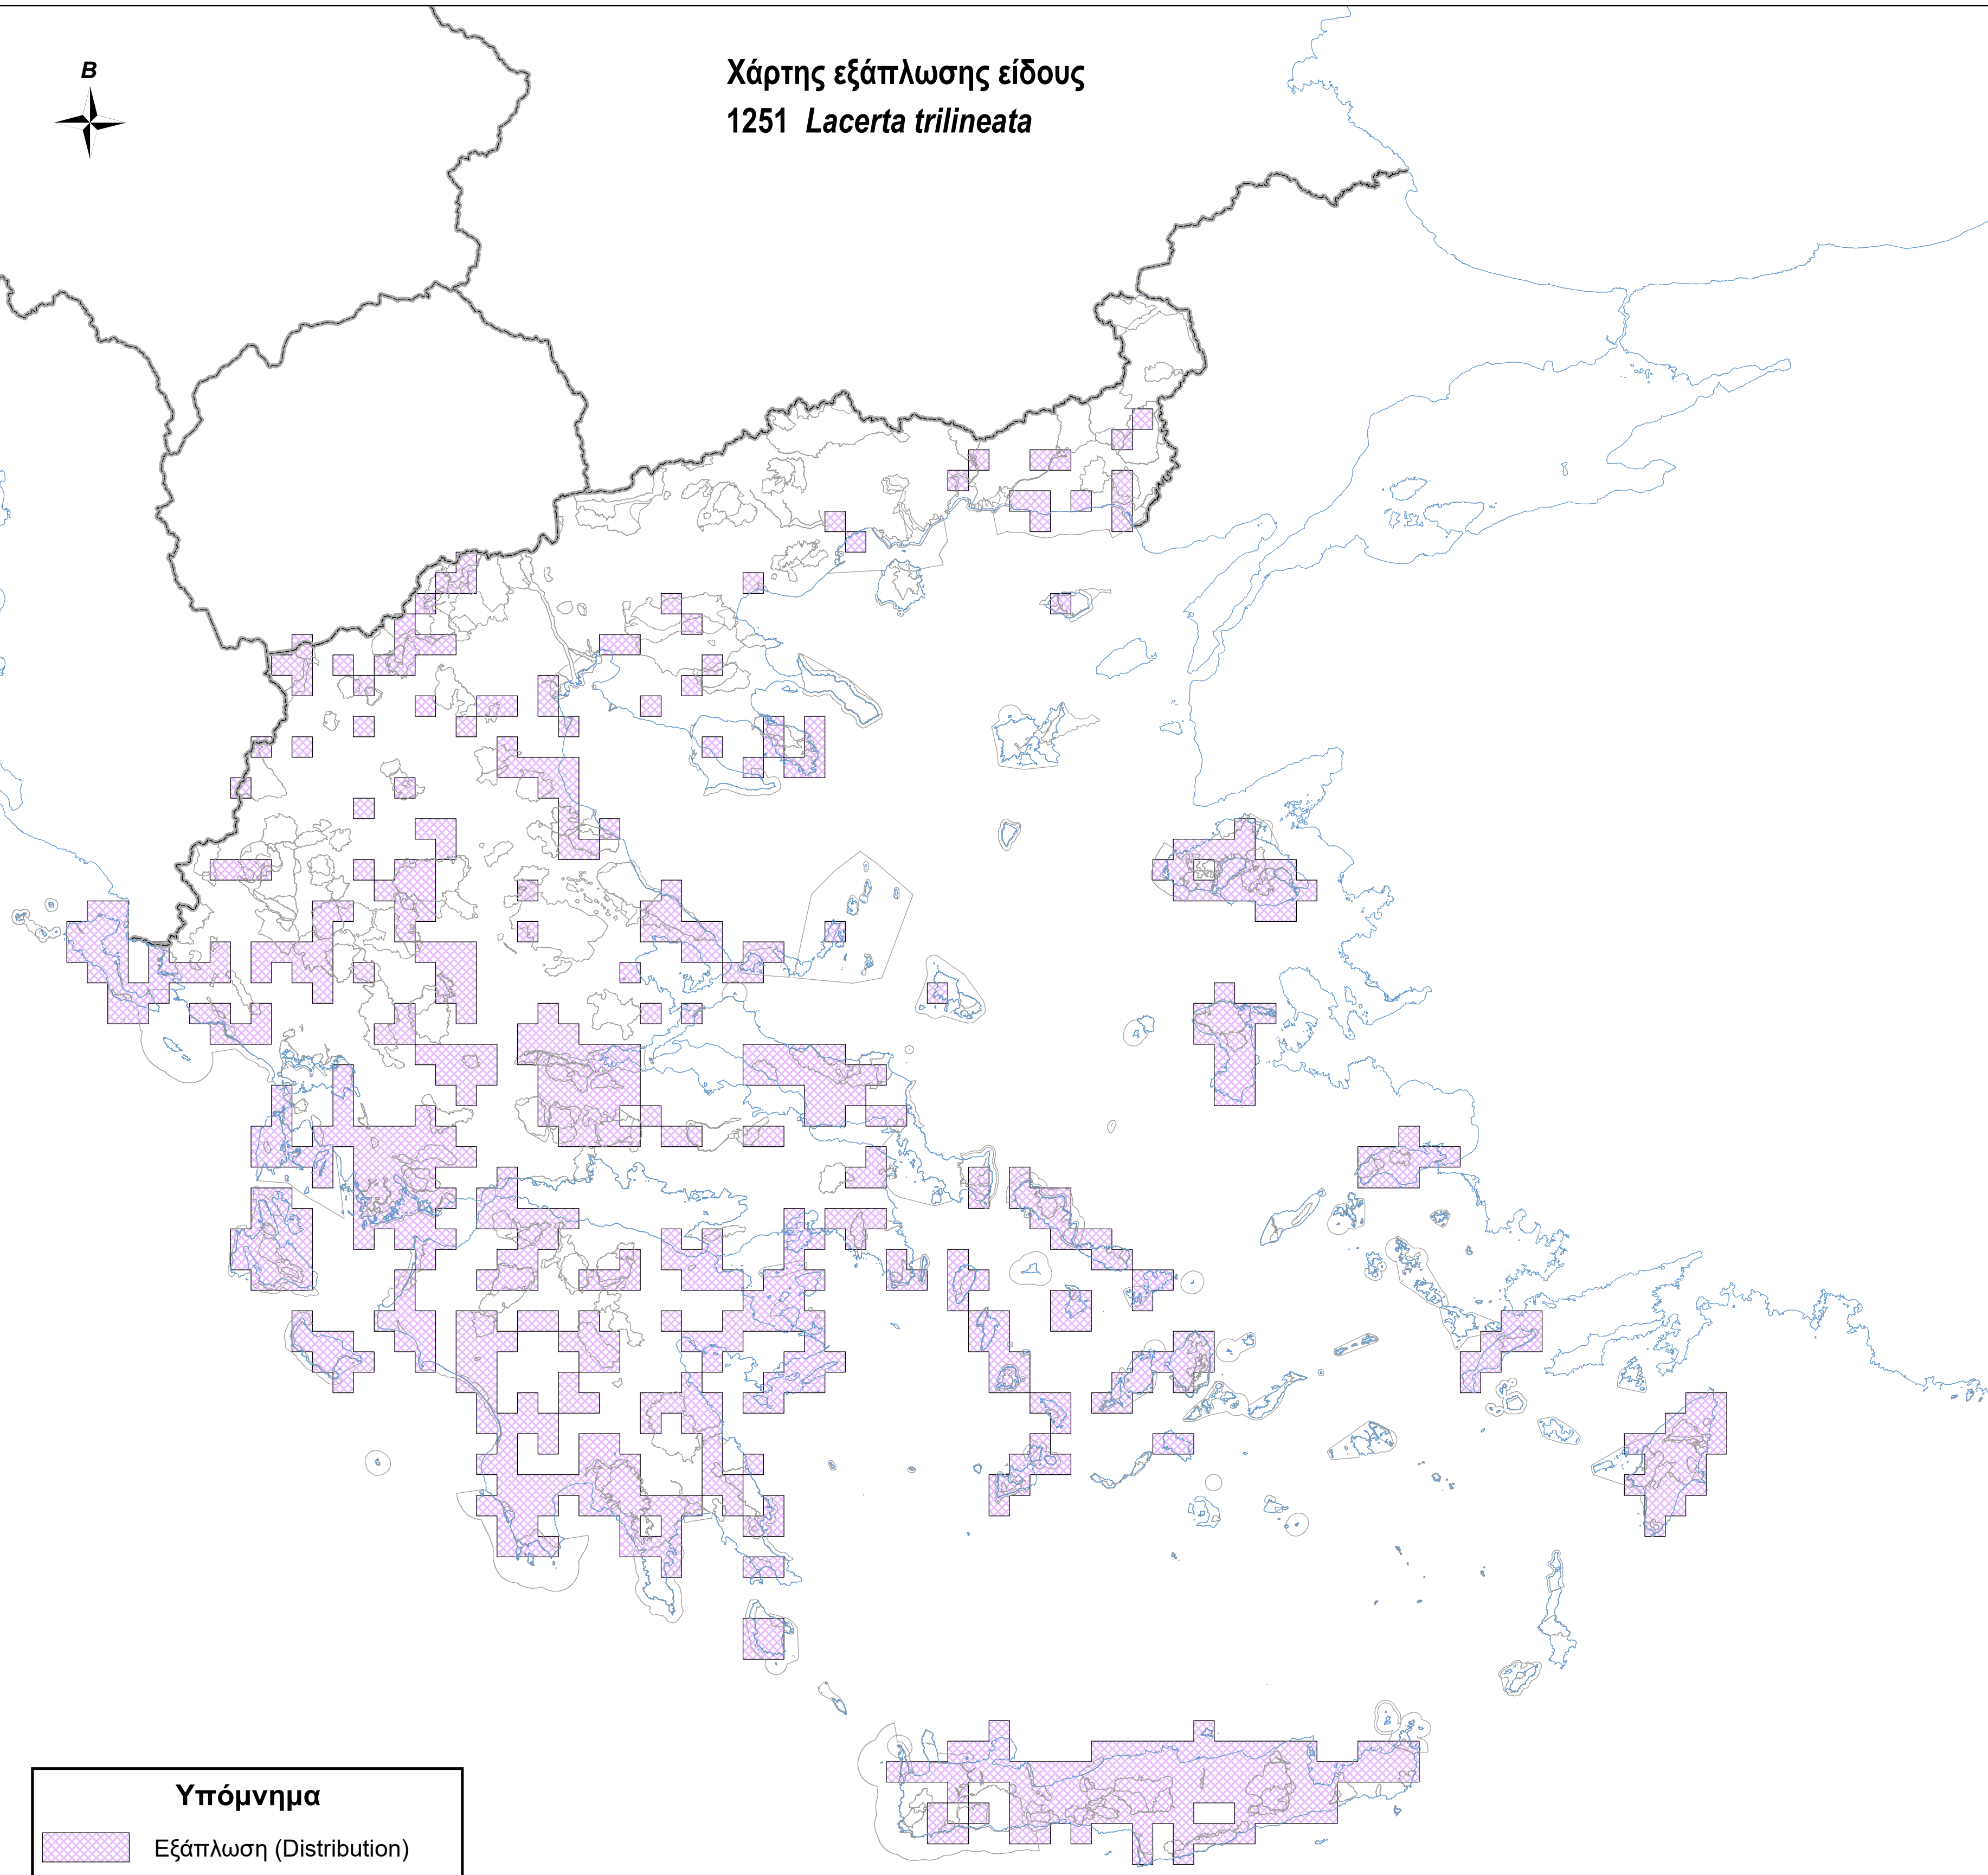 B
Χάρτης εξάπλωσης είδους
1251 Lacerta trilineata
Υπόμνημα
Εξάπλωση (Distribution)